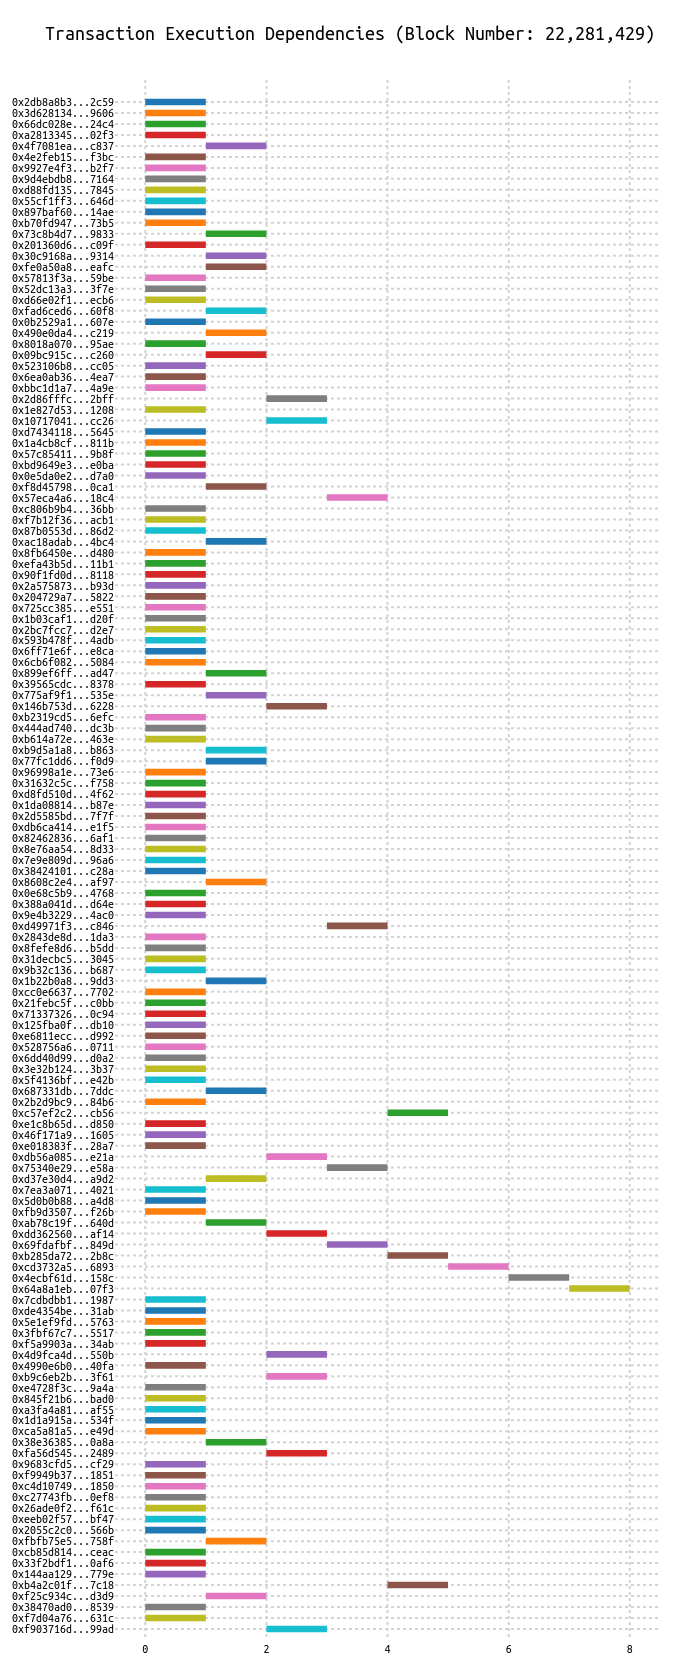 Transaction Execution Dependencies (Block Number: 22,281,429)
0x2db8a8b3...2c59
0x3d628134...9606
0x66dc028e...24c4
0xa2813345...02f3
0x4f7081ea...c837
0x4e2feb15...f3bc
0x9927e4f3...b2f7
0x9d4ebdb8...7164
0xd88fd135...7845
0x55cf1ff3...646d
0x897baf60...14ae
0xb70fd947...73b5
0x73c8b4d7...9833
0x201360d6...c09f
0x30c9168a...9314
0xfe0a50a8...eafc
0x57813f3a...59be
0x52dc13a3...3f7e
0xd66e02f1...ecb6
0xfad6ced6...60f8
0x0b2529a1...607e
0x490e0da4...c219
0x8018a070...95ae
0x09bc915c...c260
0x523106b8...cc05
0x6ea0ab36...4ea7
0xbbc1d1a7...4a9e
0x2d86fffc...2bff
0x1e827d53...1208
0x10717041...cc26
0xd7434118...5645
0x1a4cb8cf...811b
0x57c85411...9b8f
0xbd9649e3...e0ba
0x0e5da0e2...d7a0
0xf8d45798...0ca1
0x57eca4a6...18c4
0xc806b9b4...36bb
0xf7b12f36...acb1
0x87b0553d...86d2
0xac18adab...4bc4
0x8fb6450e...d480
0xefa43b5d...11b1
0x90f1fd0d...8118
0x2a575873...b93d
0x204729a7...5822
0x725cc385...e551
0x1b03caf1...d20f
0x2bc7fcc7...d2e7
0x593b478f...4adb
0x6ff71e6f...e8ca
0x6cb6f082...5084
0x899ef6ff...ad47
0x39565cdc...8378
0x775af9f1...535e
0x146b753d...6228
0xb2319cd5...6efc
0x444ad740...dc3b
0xb614a72e...463e
0xb9d5a1a8...b863
0x77fc1dd6...f0d9
0x96998a1e...73e6
0x31632c5c...f758
0xd8fd510d...4f62
0x1da08814...b87e
0x2d5585bd...7f7f
0xdb6ca414...e1f5
0x82462836...6af1
0x8e76aa54...8d33
0x7e9e809d...96a6
0x38424101...c28a
0x8608c2e4...af97
0x0e68c5b9...4768
0x388a041d...d64e
0x9e4b3229...4ac0
0xd49971f3...c846
0x2843de8d...1da3
0x8fefe8d6...b5dd
0x31decbc5...3045
0x9b32c136...b687
0x1b22b0a8...9dd3
0xcc0e6637...7702
0x21febc5f...c0bb
0x71337326...0c94
0x125fba0f...db10
0xe6811ecc...d992
0x528756a6...0711
0x6dd40d99...d0a2
0x3e32b124...3b37
0x5f4136bf...e42b
0x687331db...7ddc
0x2b2d9bc9...84b6
0xc57ef2c2...cb56
0xe1c8b65d...d850
0x46f171a9...1605
0xe018383f...28a7
0xdb56a085...e21a
0x75340e29...e58a
0xd37e30d4...a9d2
0x7ea3a071...4021
0x5d0b0b88...a4d8
0xfb9d3507...f26b
0xab78c19f...640d
0xdd362560...af14
0x69fdafbf...849d
0xb285da72...2b8c
0xcd3732a5...6893
0x4ecbf61d...158c
0x64a8a1eb...07f3
0x7cdbdbb1...1987
0xde4354be...31ab
0x5e1ef9fd...5763
0x3fbf67c7...5517
0xf5a9903a...34ab
0x4d9fca4d...550b
0x4990e6b0...40fa
0xb9c6eb2b...3f61
0xe4728f3c...9a4a
0x845f21b6...bad0
0xa3fa4a81...af55
0x1d1a915a...534f
0xca5a81a5...e49d
0x38e36385...0a8a
0xfa56d545...2489
0x9683cfd5...cf29
0xf9949b37...1851
0xc4d10749...1850
0xc27743fb...0ef8
0x26ade0f2...f61c
0xeeb02f57...bf47
0x2055c2c0...566b
0xfbfb75e5...758f
0xcb85d814...ceac
0x33f2bdf1...0af6
0x144aa129...779e
0xb4a2c01f...7c18
0xf25c934c...d3d9
0x38470ad0...8539
0xf7d04a76...631c
0xf903716d...99ad
0 2 4 6 8